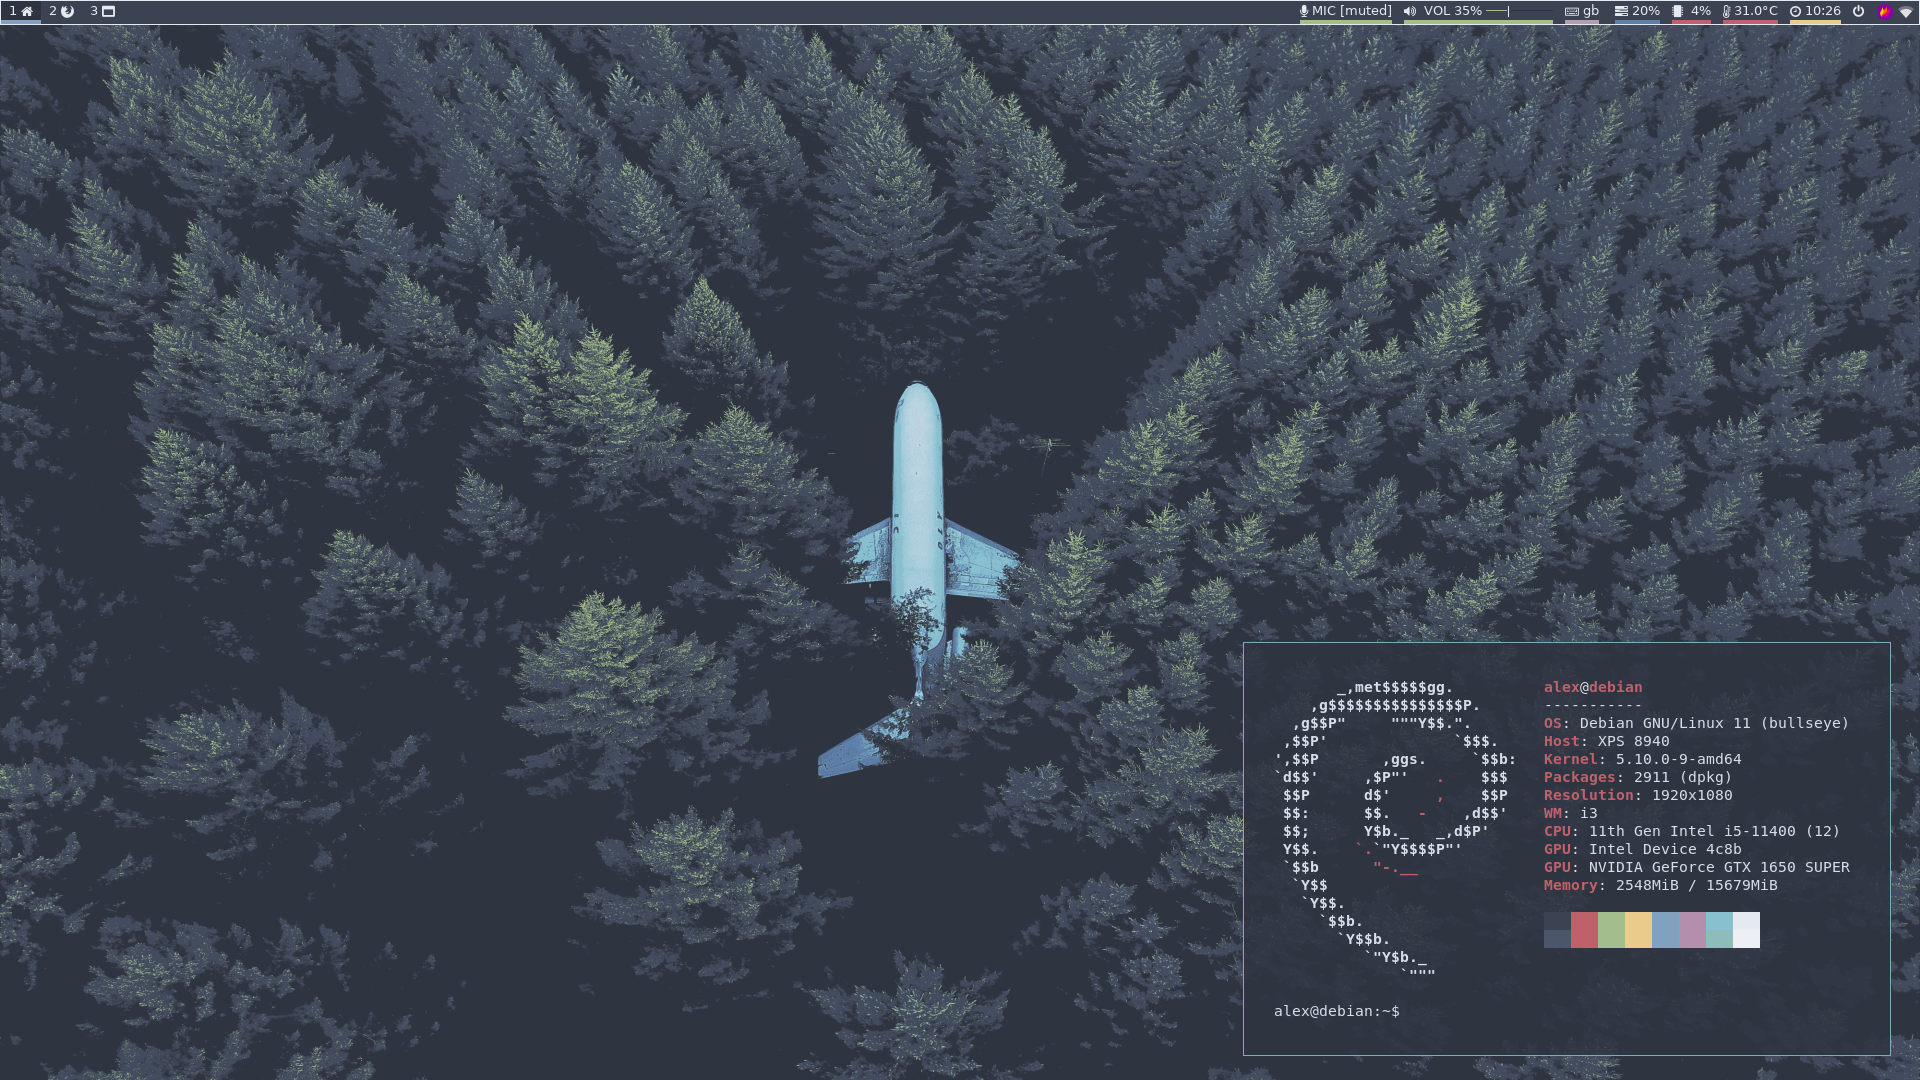 1 2 3 MIC [muted] VOL 35% gb 20% 4% 31.0°C 10:26
       _,met$$$$$gg.          alex@debian
    ,g$$$$$$$$$$$$$$$P.       -----------
  ,g$$P"     """Y$$.".        OS: Debian GNU/Linux 11 (bullseye)
 ,$$P'              `$$$.     Host: XPS 8940
',$$P       ,ggs.     `$$b:   Kernel: 5.10.0-9-amd64
`d$$'     ,$P"'   .    $$$    Packages: 2911 (dpkg)
 $$P      d$'     ,    $$P    Resolution: 1920x1080
 $$:      $$.   -    ,d$$'    WM: i3
 $$;      Y$b._   _,d$P'      CPU: 11th Gen Intel i5-11400 (12)
 Y$$.    `.`"Y$$$$P"'         GPU: Intel Device 4c8b
 `$$b      "-.__              GPU: NVIDIA GeForce GTX 1650 SUPER
  `Y$$                        Memory: 2548MiB / 15679MiB
   `Y$$.
     `$$b.
       `Y$$b.
          `"Y$b._
              `"""
alex@debian:~$